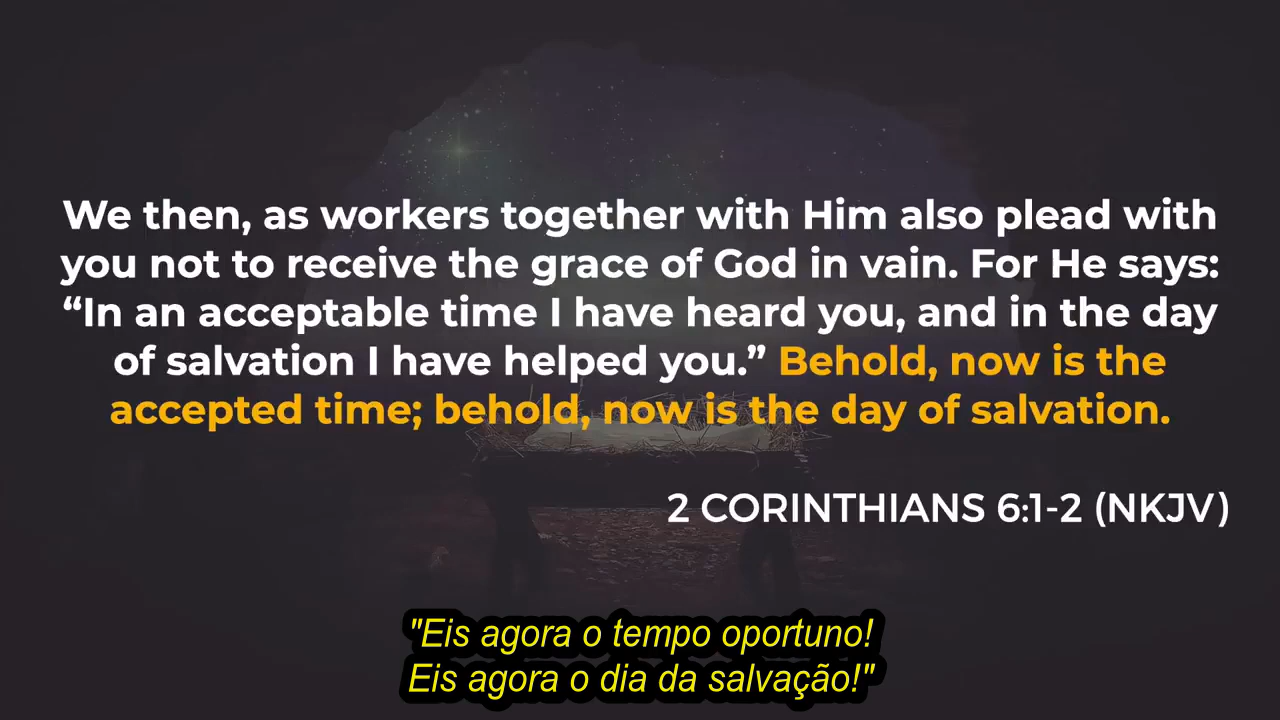 We then, as workers together with Him also plead with
you not to receive the grace of God in vain. For He says:
“In an acceptable time I have heard you, and in the day
of salvation I have helped you.” Behold, now is the
accepted time; behold, now is the day of salvation.
2 CORINTHIANS 6:1-2 (NKJV)
"Eis agora o tempo oportuno!
Eis agora o dia da salvação!"